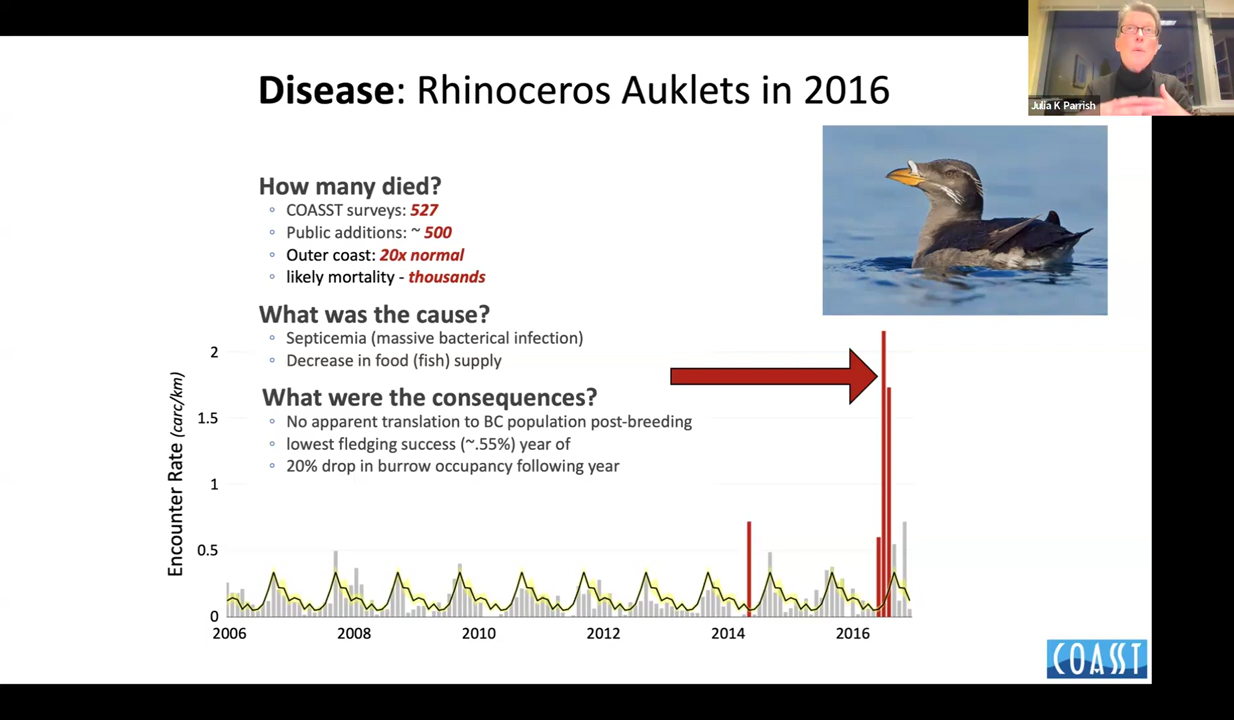 Disease: Rhinoceros Auklets in 2016
Julia K Parrish
How many died?
◦ COASST surveys: 527
◦ Public additions: ~ 500
◦ Outer coast: 20x normal
◦ likely mortality - thousands
What was the cause?
◦ Septicemia (massive bacterical infection)
◦ Decrease in food (fish) supply
What were the consequences?
◦ No apparent translation to BC population post-breeding
◦ lowest fledging success (~.55%) year of
◦ 20% drop in burrow occupancy following year
Encounter Rate (carc/km)
2
1.5
1
0.5
0
2006 2008 2010 2012 2014 2016
COASST